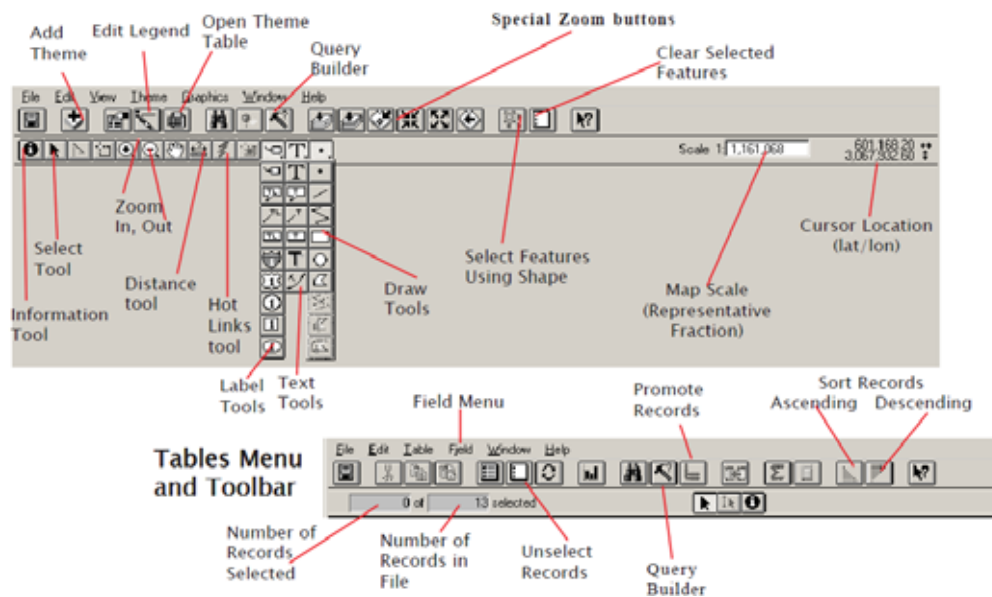 Add
Theme
Edit Legend
Open Theme
Table
Query
Builder
Special Zoom buttons
Clear Selected
Features
File Edit View Theme Graphics Window Help
Scale 1: 1,161,068
601,168.20
3,067,932.60
Select
Tool
Information
Tool
Zoom
In, Out
Distance
tool
Hot
Links
tool
Label
Tools
Text
Tools
Draw
Tools
Select Features
Using Shape
Map Scale
(Representative
Fraction)
Cursor Location
(lat/lon)
Tables Menu
and Toolbar
Field Menu
Promote
Records
Sort Records
Ascending Descending
File Edit Table Field Window Help
0 of 13 selected
Number of
Records
Selected
Number of
Records in
File
Unselect
Records
Query
Builder